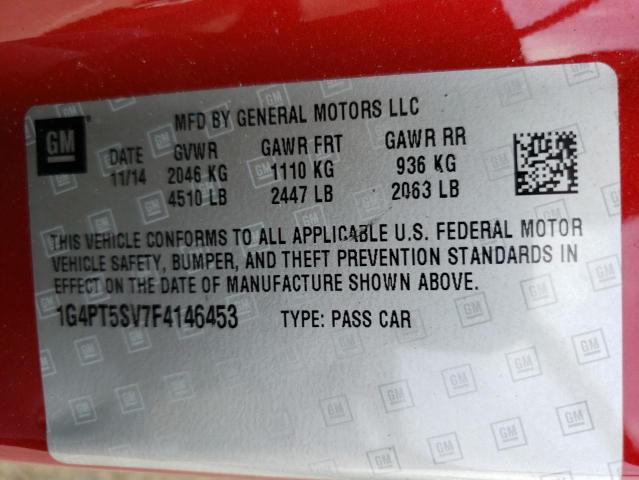 MFD BY GENERAL MOTORS LLC
GM
DATE GVWR GAWR FRT GAWR RR
11/14 2046 KG 1110 KG 936 KG
4510 LB 2447 LB 2063 LB
THIS VEHICLE CONFORMS TO ALL APPLICABLE U.S. FEDERAL MOTOR
VEHICLE SAFETY, BUMPER, AND THEFT PREVENTION STANDARDS IN
EFFECT ON THE DATE OF MANUFACTURE SHOWN ABOVE.
1G4PT5SV7F4146453 TYPE: PASS CAR